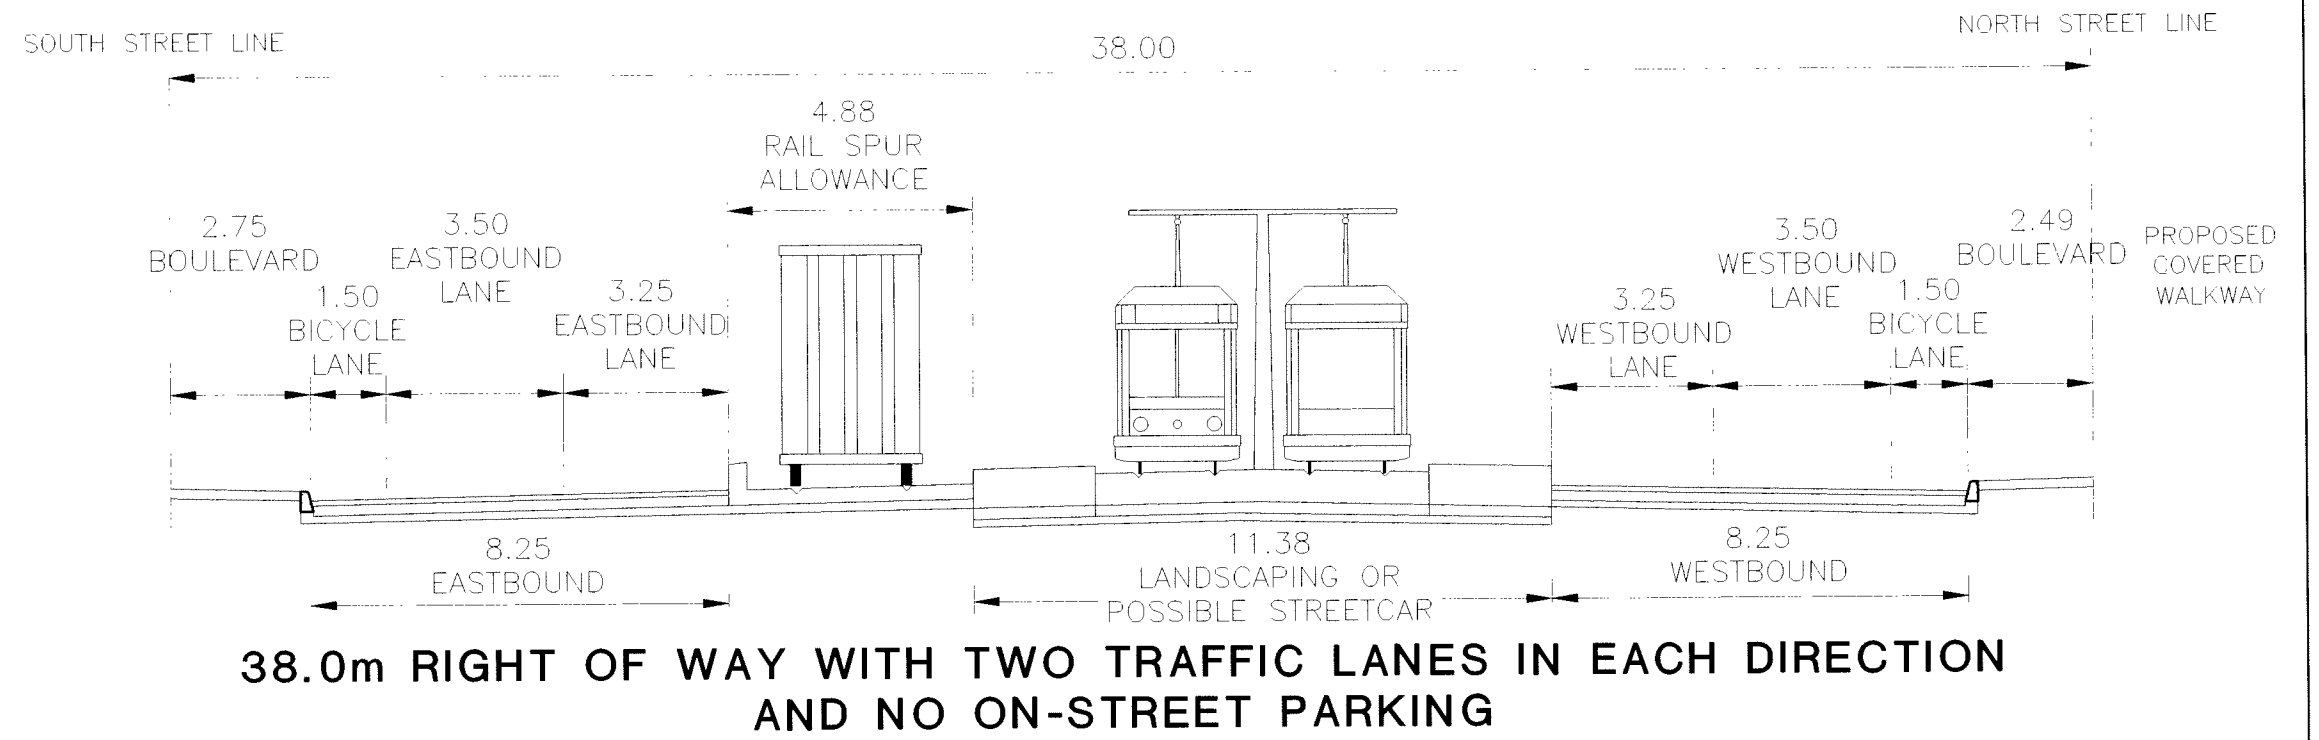 SOUTH STREET LINE
38.00
NORTH STREET LINE
4.88
RAIL SPUR
ALLOWANCE
2.75
BOULEVARD
1.50
BICYCLE
LANE
3.50
EASTBOUND
LANE
3.25
EASTBOUND
LANE
3.25
WESTBOUND
LANE
3.50
WESTBOUND
LANE
1.50
BICYCLE
LANE
2.49
BOULEVARD
PROPOSED
COVERED
WALKWAY
8.25
EASTBOUND
11.38
LANDSCAPING OR
POSSIBLE STREETCAR
8.25
WESTBOUND
38.0m RIGHT OF WAY WITH TWO TRAFFIC LANES IN EACH DIRECTION
AND NO ON-STREET PARKING